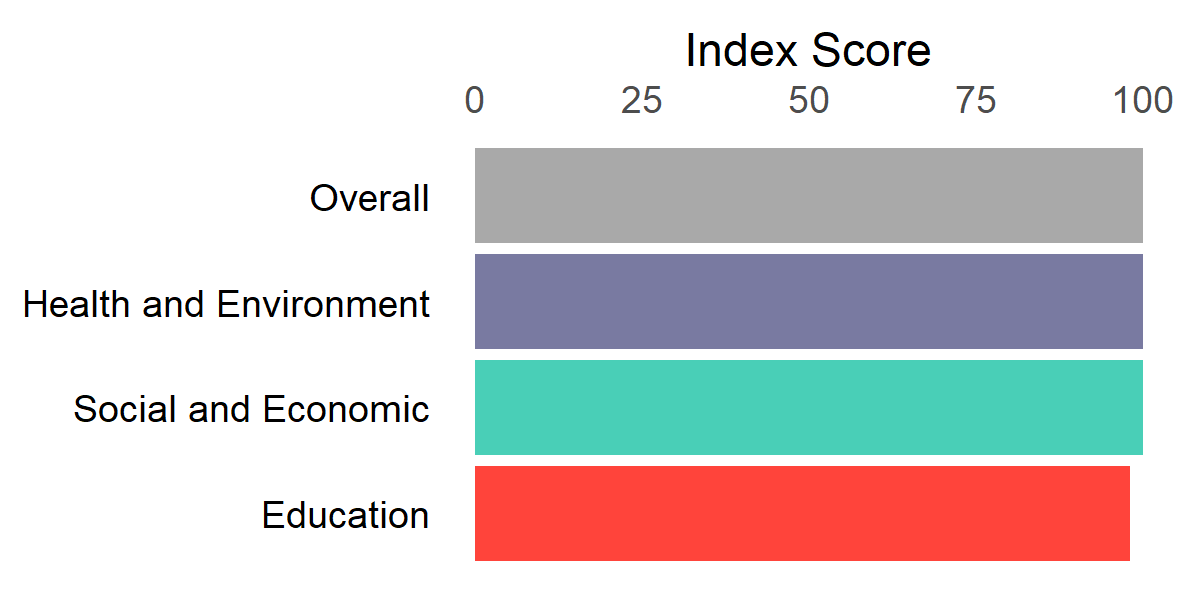 Index Score
0 25 50 75 100
Overall
Health and Environment
Social and Economic
Education